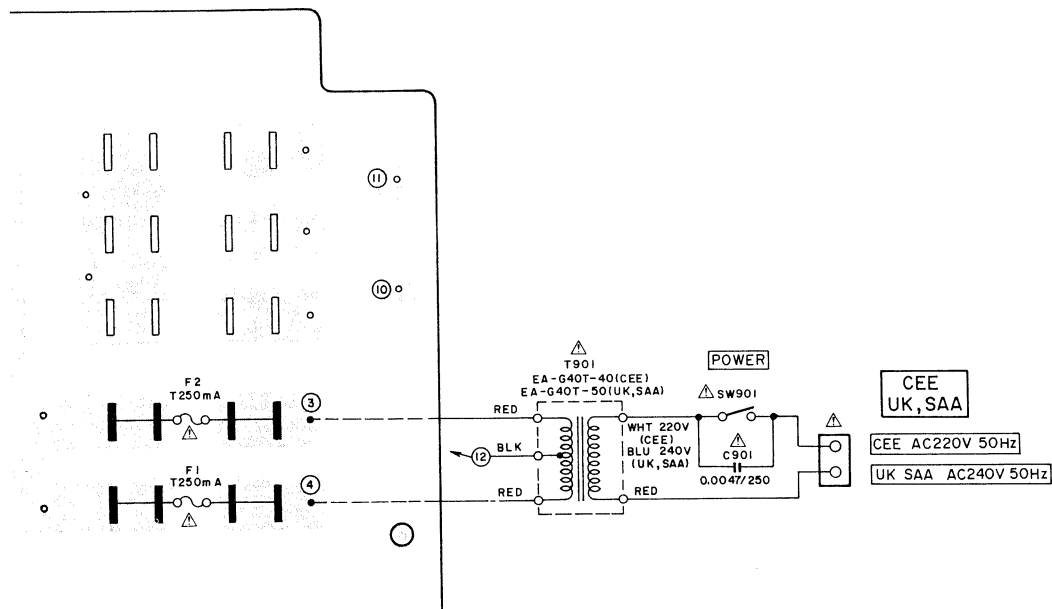 11
10
F2
T250mA
3
F1
T250mA
4
T901
EA-G40T-40(CEE)
EA-G40T-50(UK,SAA)
RED
BLK
12
RED
WHT 220V
(CEE)
BLU 240V
(UK,SAA)
RED
POWER
SW901
C901
0.0047/250
CEE
UK,SAA
CEE AC220V 50Hz
UK SAA AC240V 50Hz